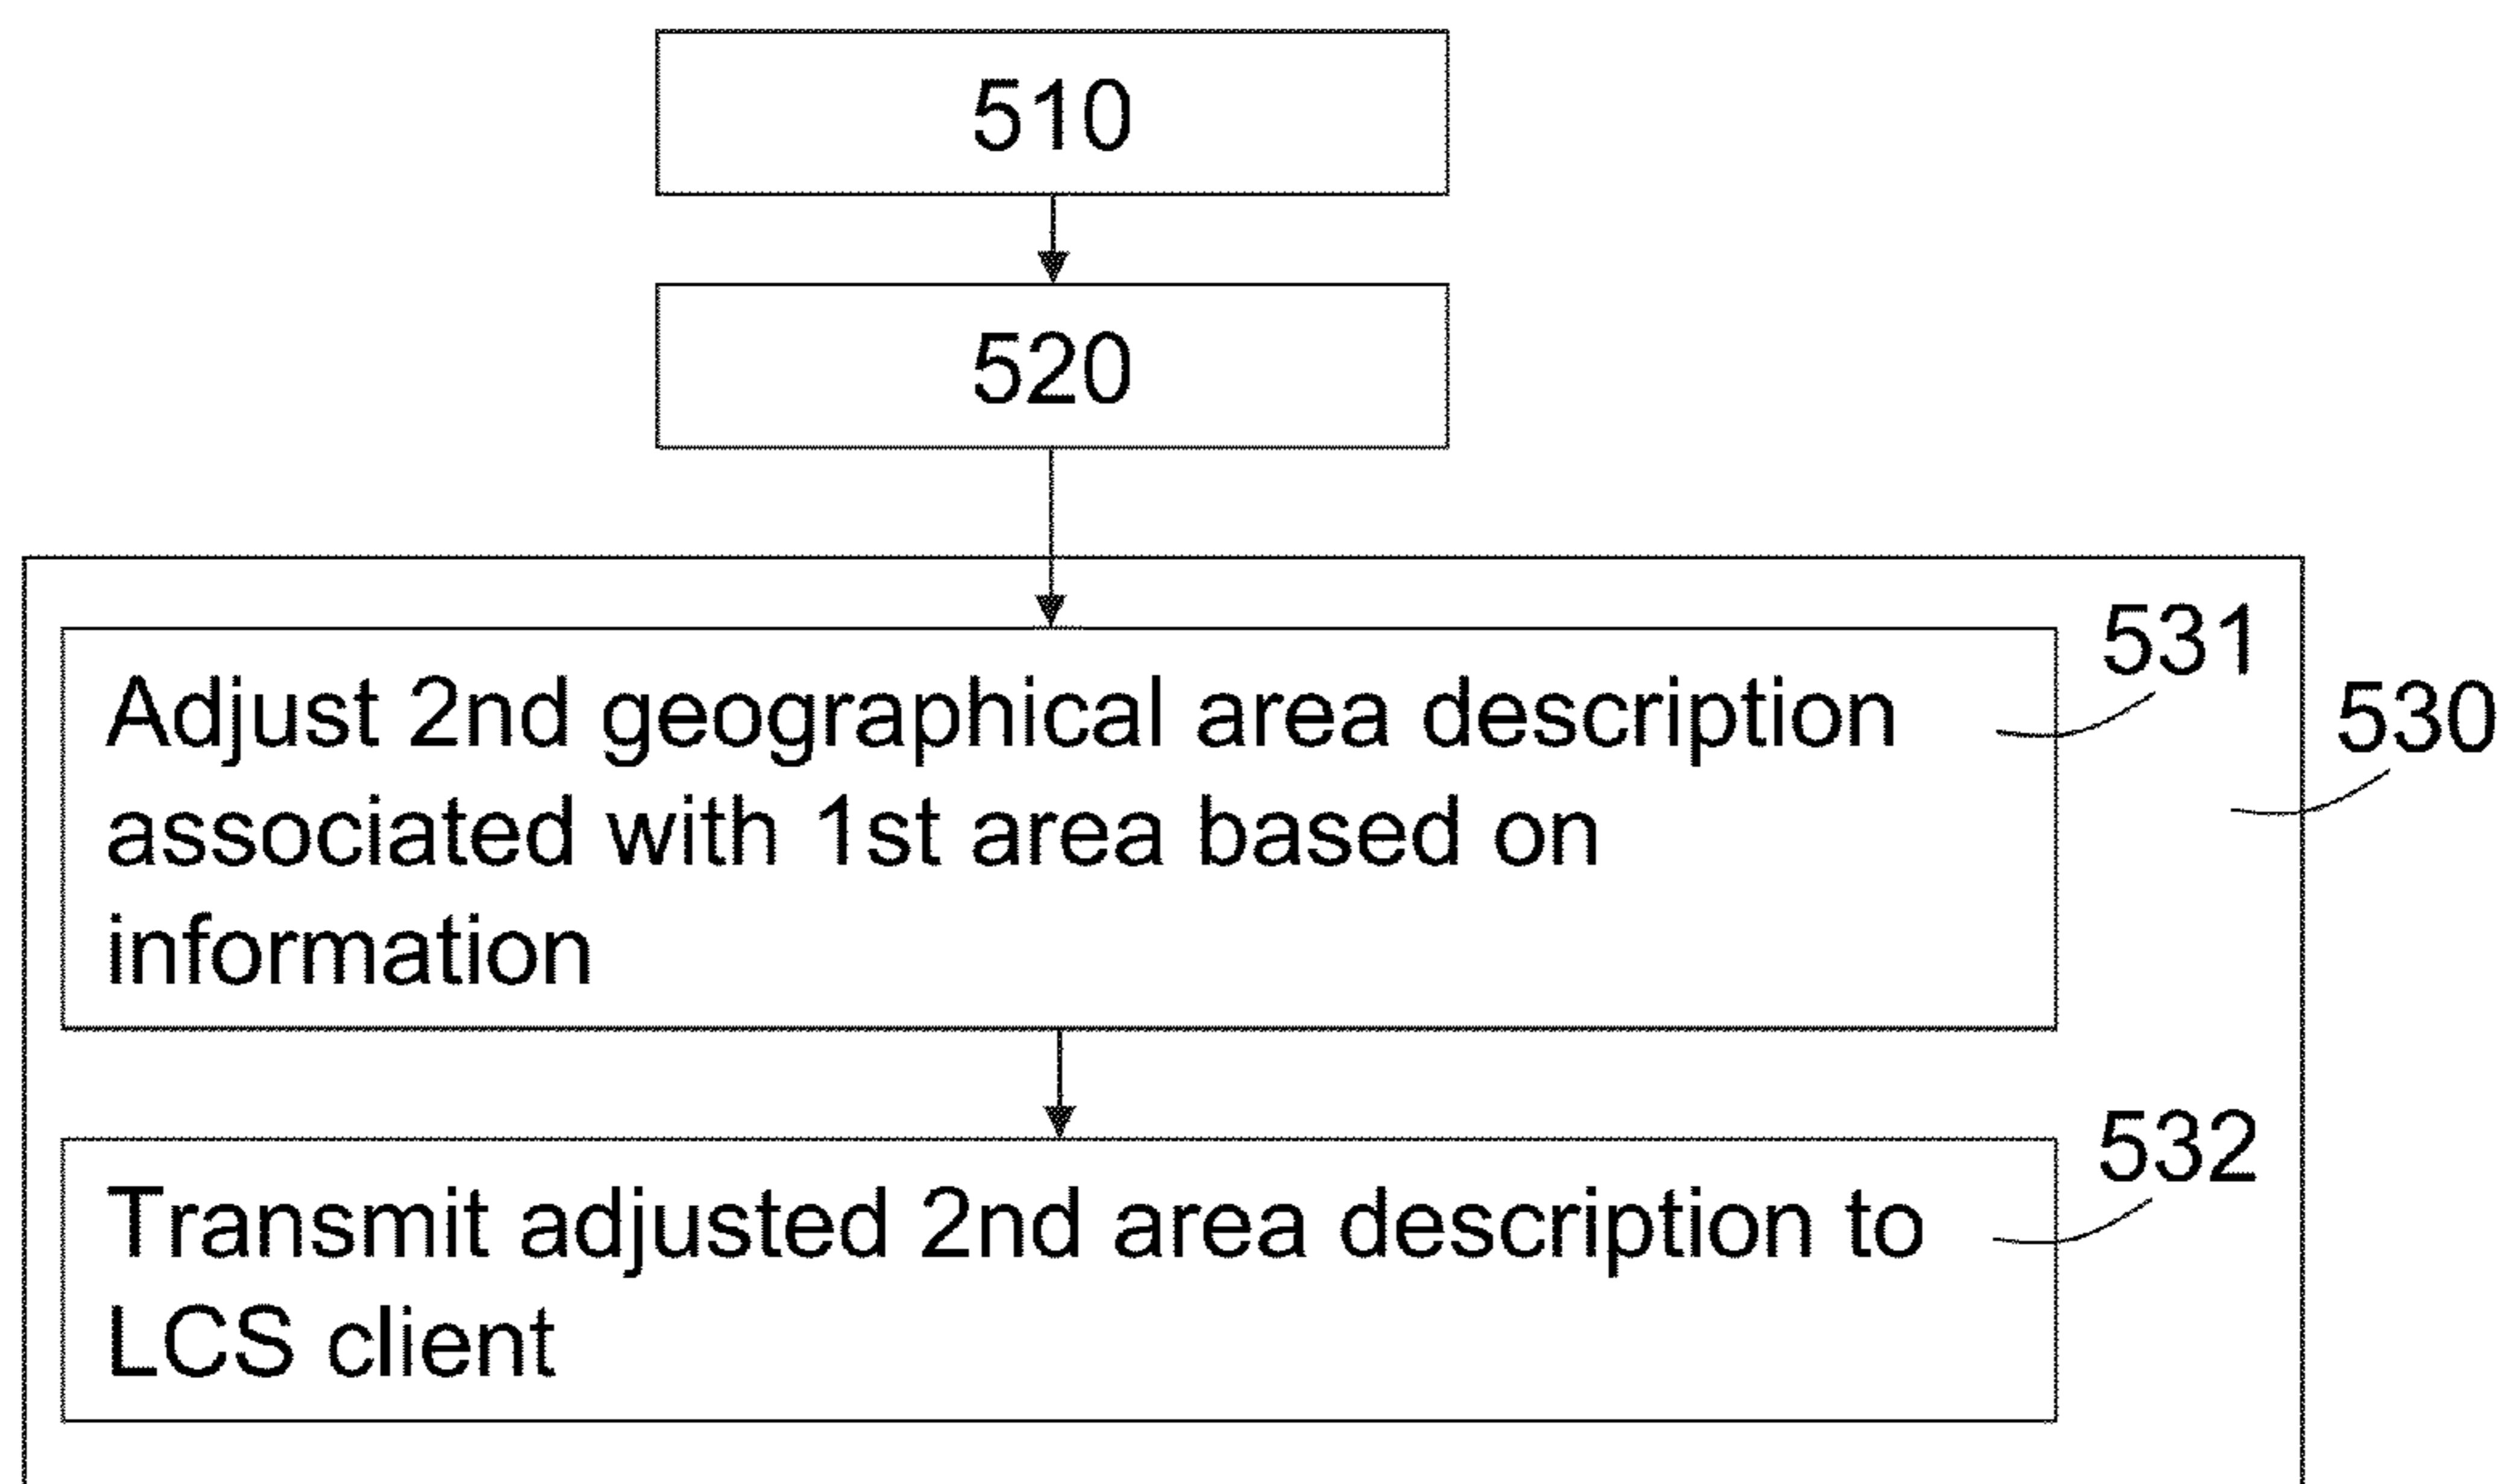 510
520
531
530
Adjust 2nd geographical area description
associated with 1st area based on
information
532
Transmit adjusted 2nd area description to
LCS client